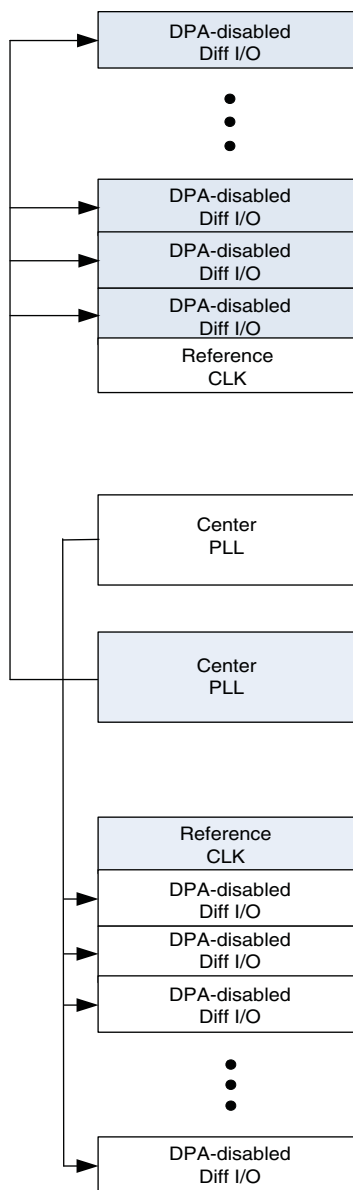 DPA-disabled
Diff I/O
DPA-disabled
Diff I/O
DPA-disabled
Diff I/O
DPA-disabled
Diff I/O
Reference
CLK
Center
PLL
Center
PLL
Reference
CLK
DPA-disabled
Diff I/O
DPA-disabled
Diff I/O
DPA-disabled
Diff I/O
DPA-disabled
Diff I/O